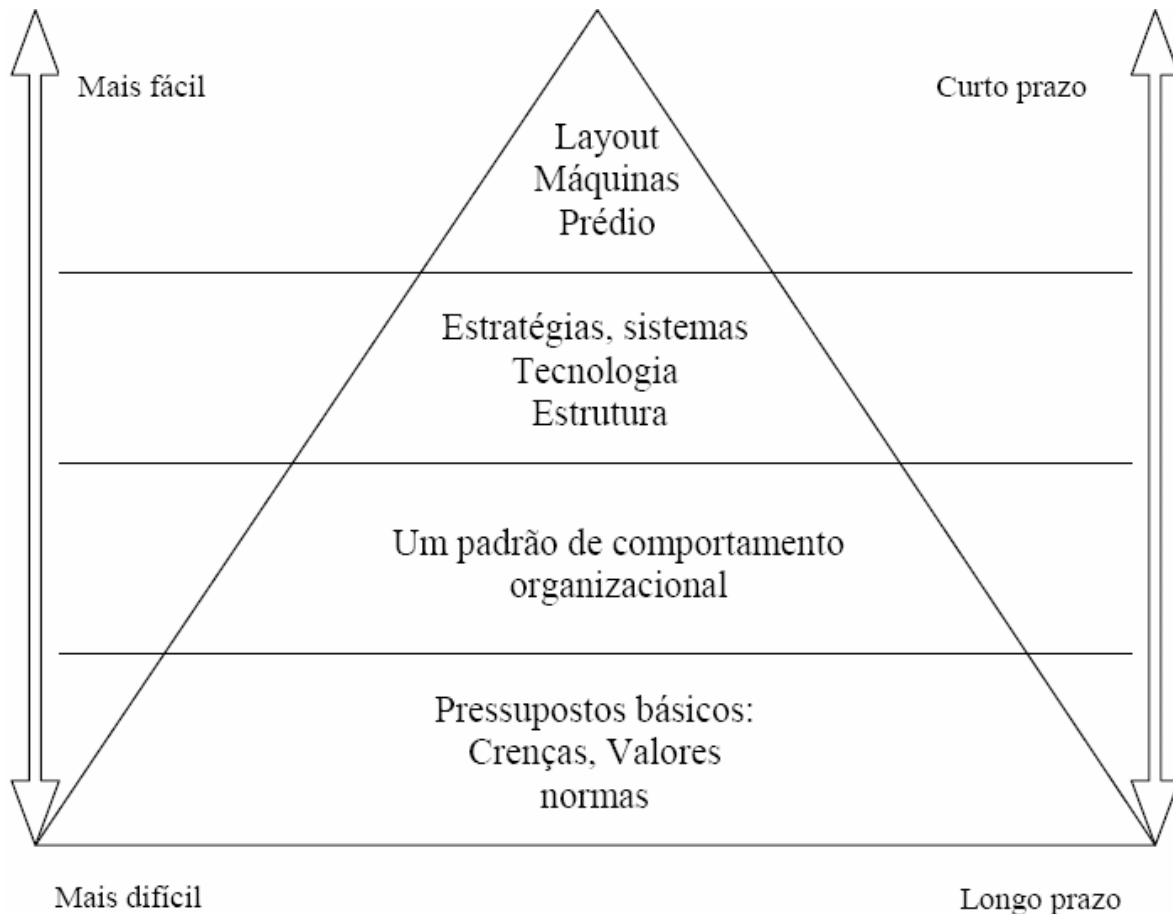 Mais fácil
Curto prazo
Layout
Máquinas
Prédio
Estratégias, sistemas
Tecnologia
Estrutura
Um padrão de comportamento
organizacional
Pressupostos básicos:
Crenças, Valores
normas
Mais difícil
Longo prazo